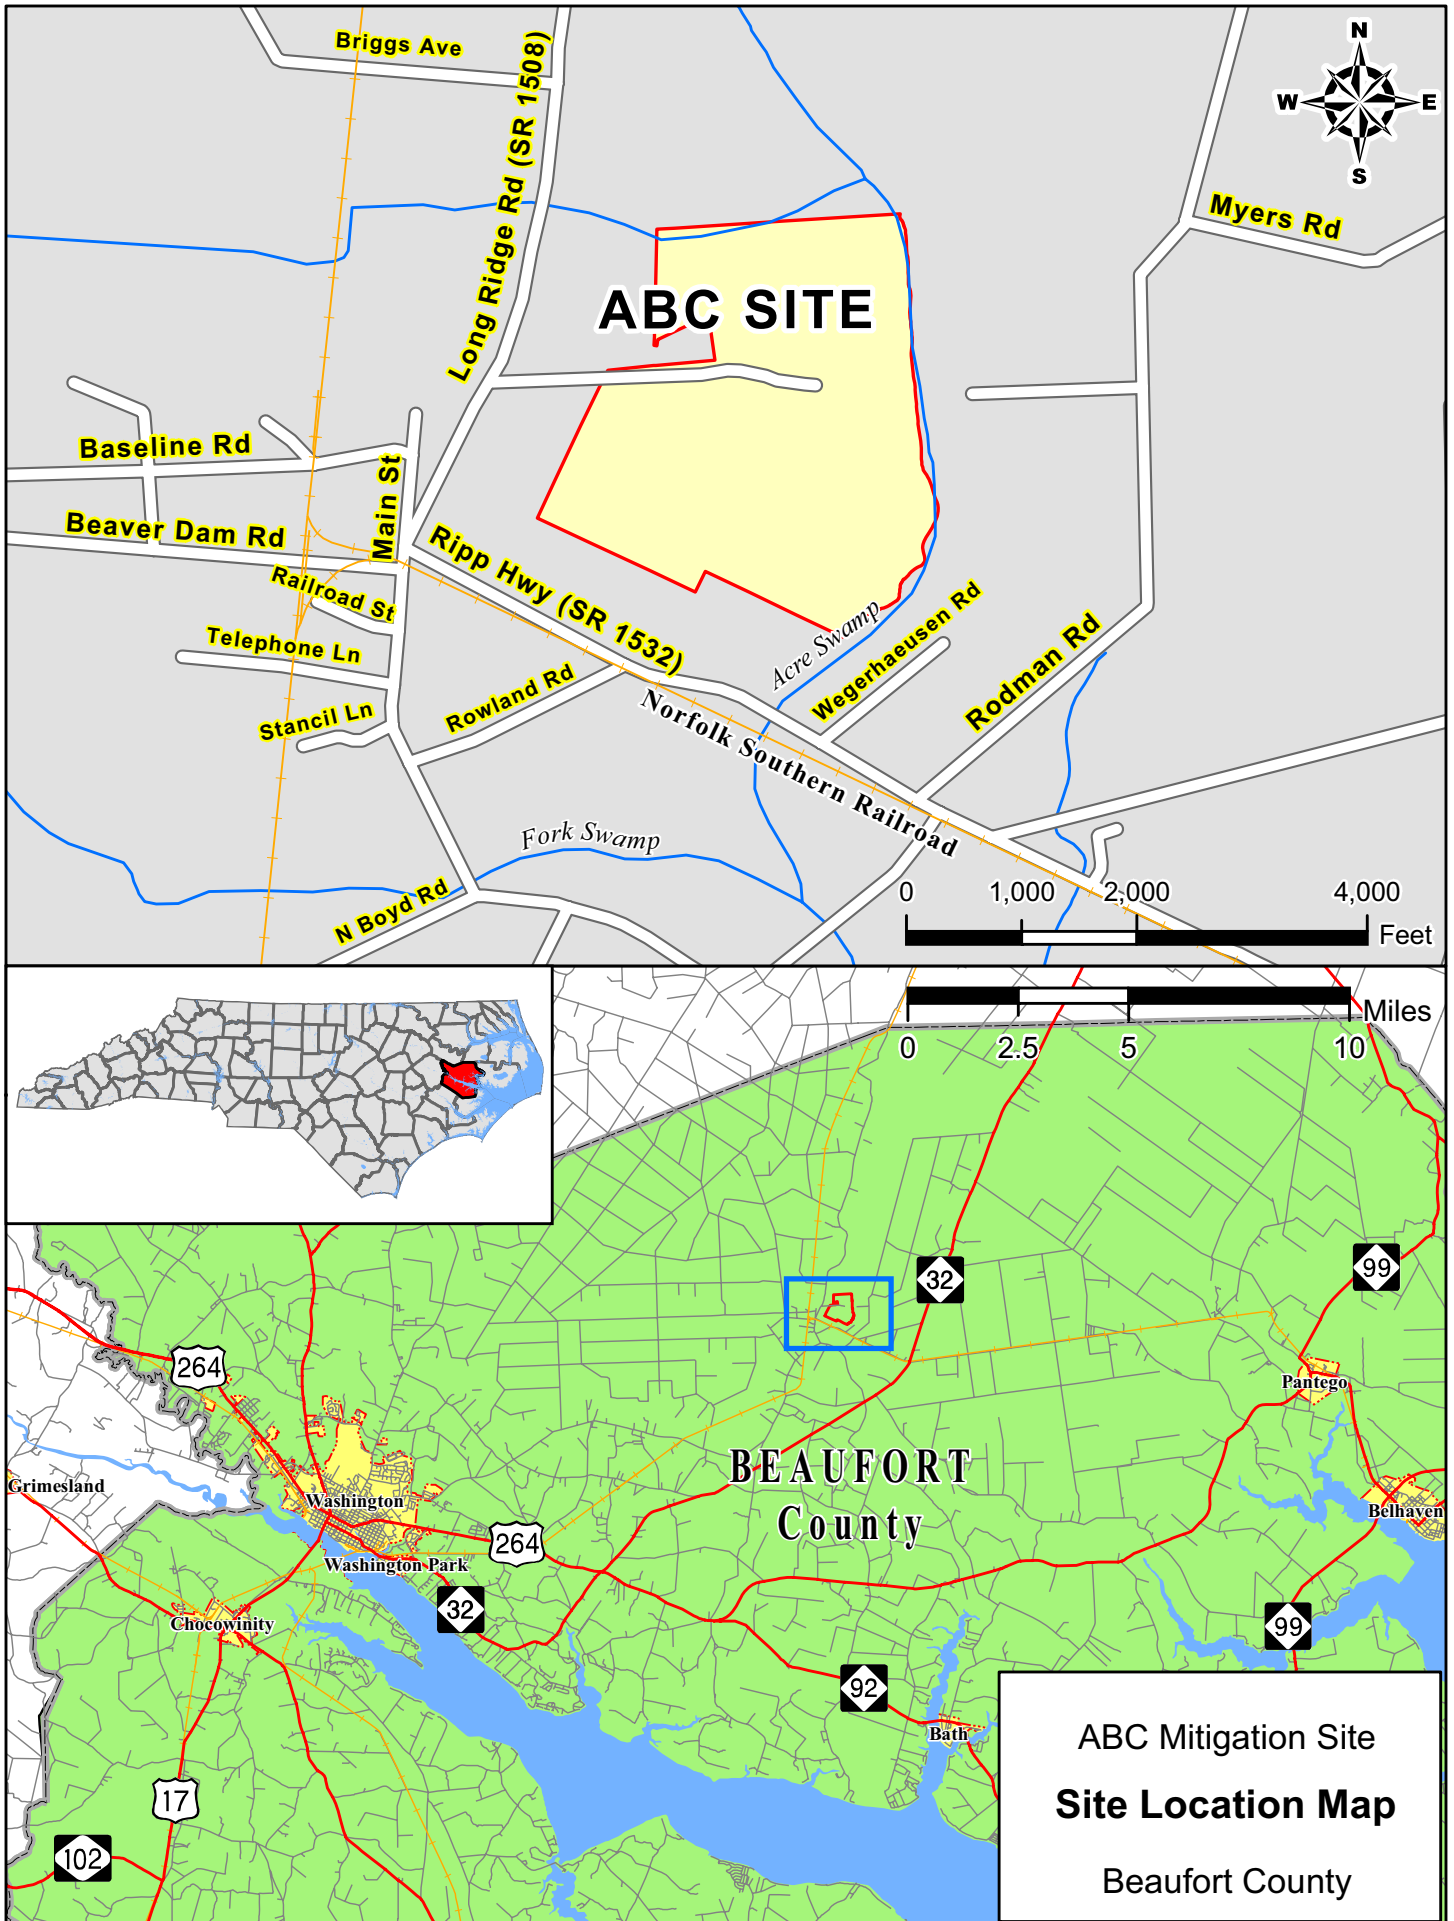 Briggs Ave
Long Ridge Rd (SR 1508)
N
W
E
S
Myers Rd
ABC SITE
Baseline Rd
Main St
Beaver Dam Rd
Ripp Hwy (SR 1532)
Railroad St
Telephone Ln
Acre Swamp
Wegerhaeusen Rd
Rodman Rd
Rowland Rd
Stancil Ln
Norfolk Southern Railroad
Fork Swamp
N Boyd Rd
0 1,000 2,000 4,000
Feet
Miles
0 2.5 5 10
32
99
264
Pantego
BEAUFORT
County
Grimesland
Washington
Belhaven
264
Washington Park
32
Chocowinity
99
92
Bath
17
102
ABC Mitigation Site
Site Location Map
Beaufort County